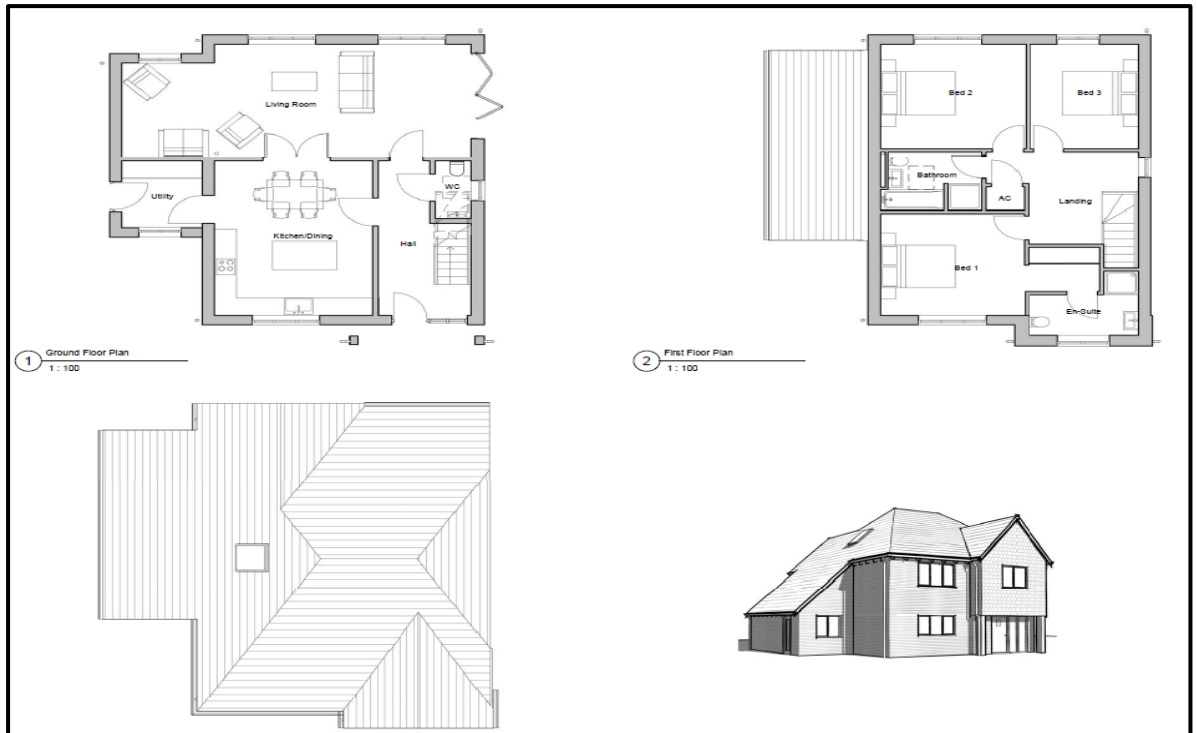 Living Room
Utility
WC
Kitchen/Dining
Hall
1
Ground Floor Plan
1 : 100
Bed 2
Bed 3
Bathroom
AC
Landing
Bed 1
En-Suite
2
First Floor Plan
1 : 100